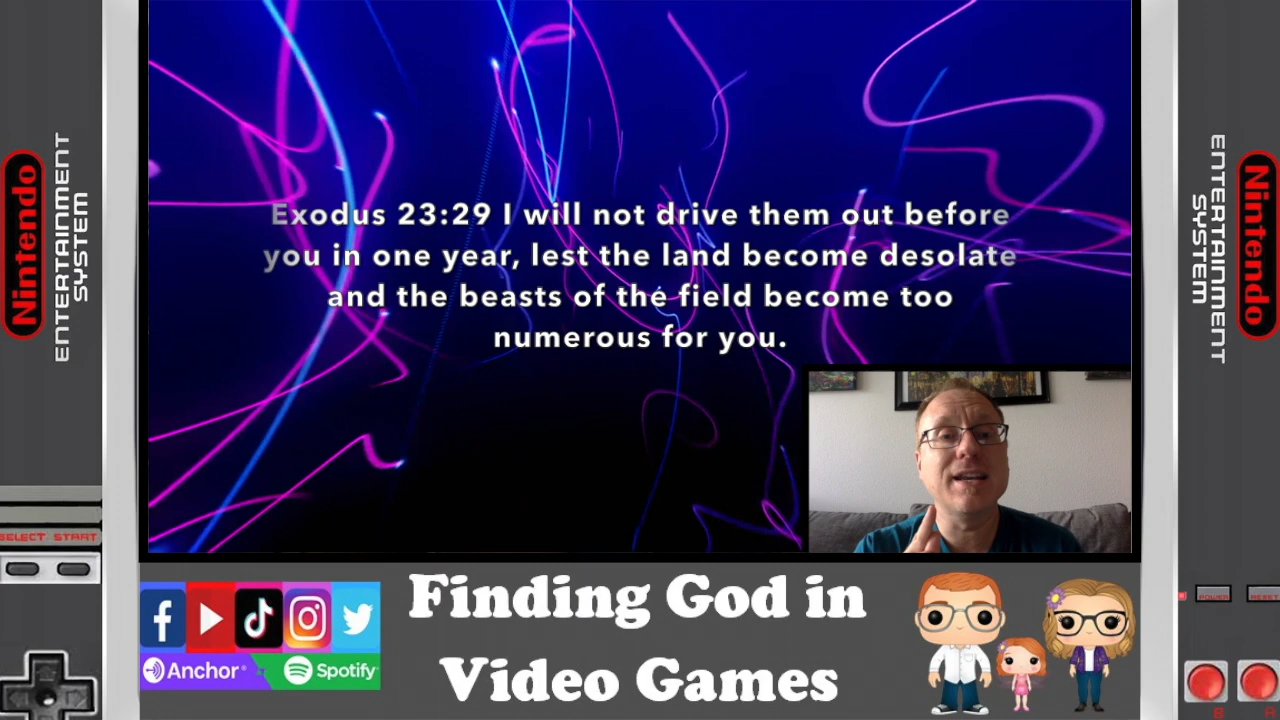 Exodus 23:29 I will not drive them out before
you in one year, lest the land become desolate
and the beasts of the field become too
numerous for you.
Nintendo
ENTERTAINMENT
SYSTEM
Nintendo
ENTERTAINMENT
SYSTEM
SELECT START
POWER
RESET
Finding God in
Video Games
Anchor
Spotify
B
A